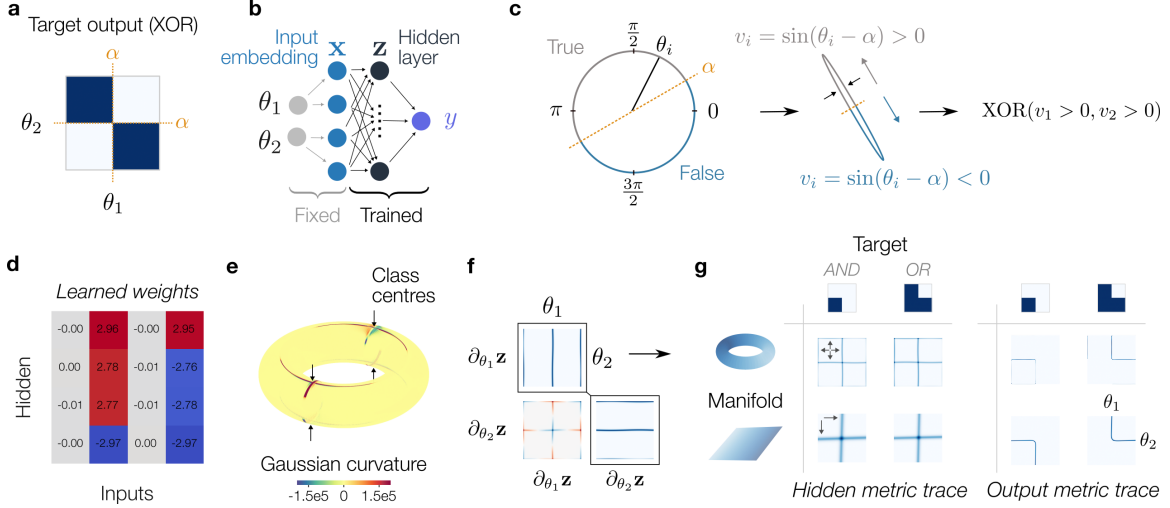 a
Target output (XOR)
α
θ₂
α
θ₁
b
Input embedding
x
z
Hidden layer
θ₁
θ₂
y
Fixed
Trained
c
True
π/2
θᵢ
α
π
0
3π/2
False
vᵢ = sin(θᵢ − α) > 0
vᵢ = sin(θᵢ − α) < 0
XOR(v₁ > 0, v₂ > 0)
d
Learned weights
Hidden
-0.00 2.96 -0.00 2.95
0.00 2.78 -0.01 -2.76
-0.01 2.77 -0.01 -2.78
-0.00 -2.97 0.00 -2.97
Inputs
e
Class
centres
Gaussian curvature
-1.5e5 0 1.5e5
f
θ₁
∂θ₁z
θ₂
∂θ₂z
∂θ₁z
∂θ₂z
g
Target
AND
OR
Manifold
θ₁
θ₂
Hidden metric trace
Output metric trace